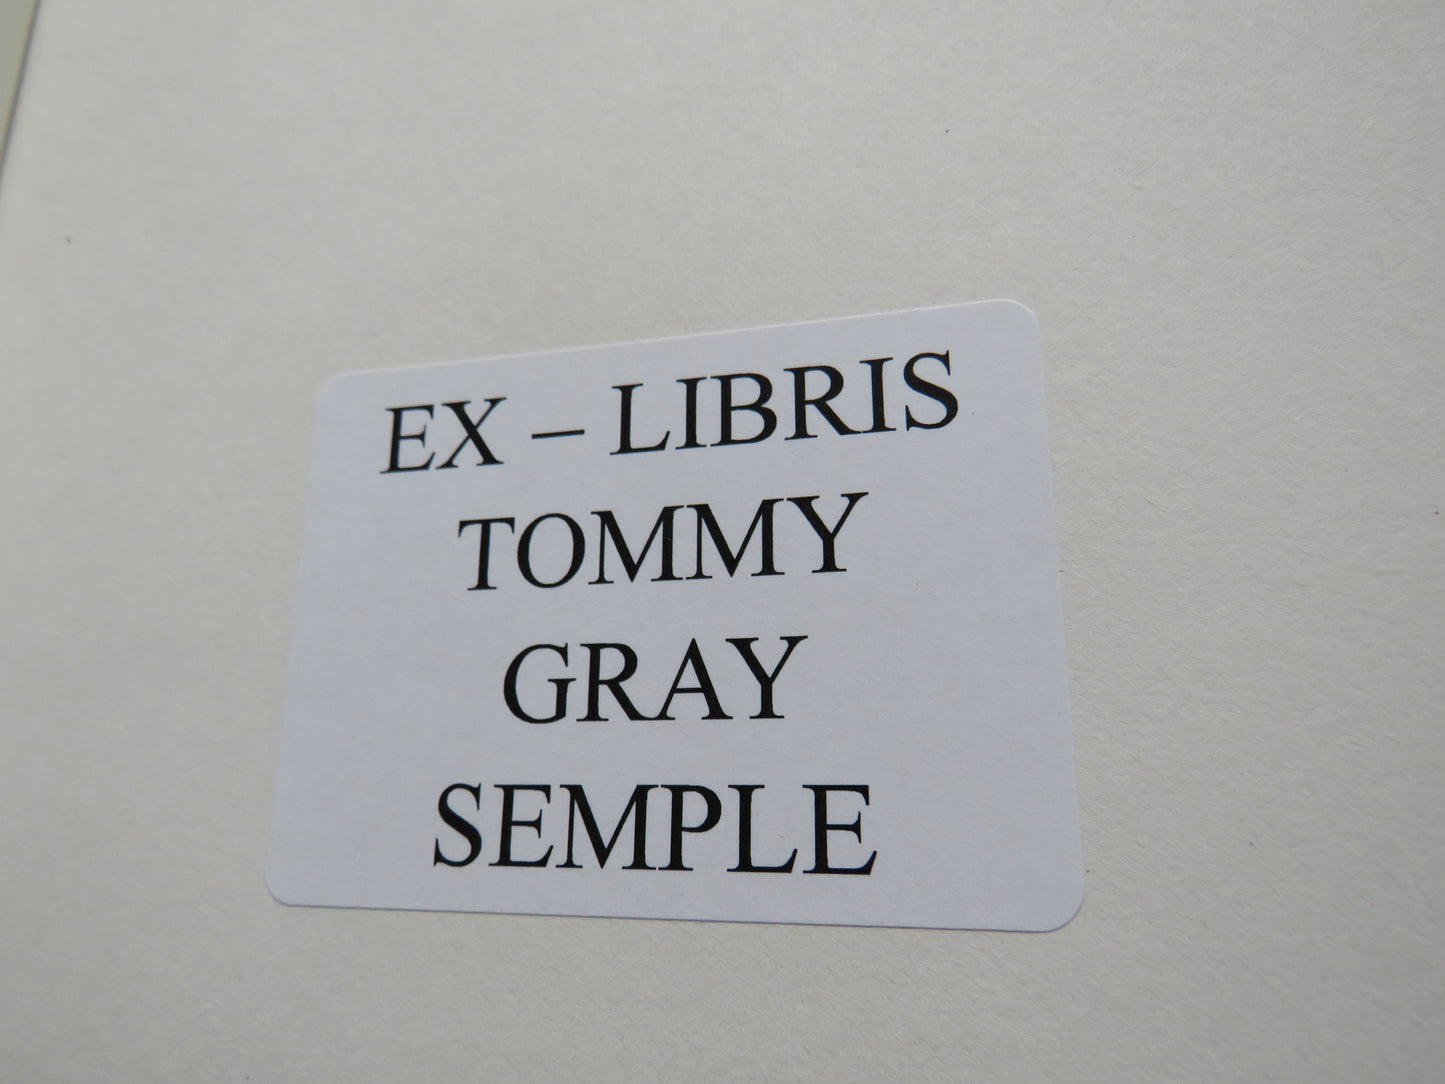 EX – LIBRIS
TOMMY
GRAY
SEMPLE